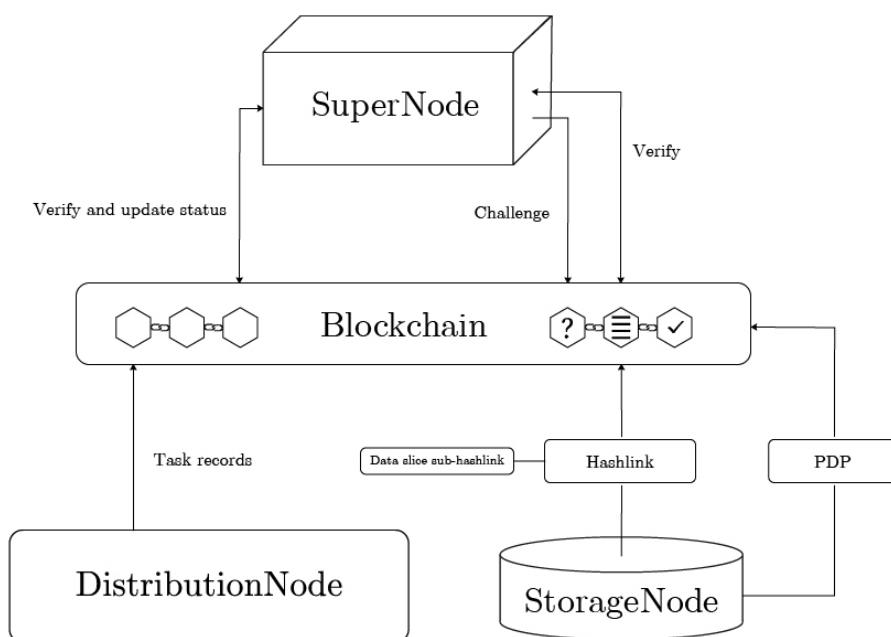 SuperNode
Verify
Verify and update status
Challenge
Blockchain
?
Task records
Data slice sub-hashlink
Hashlink
PDP
DistributionNode
StorageNode